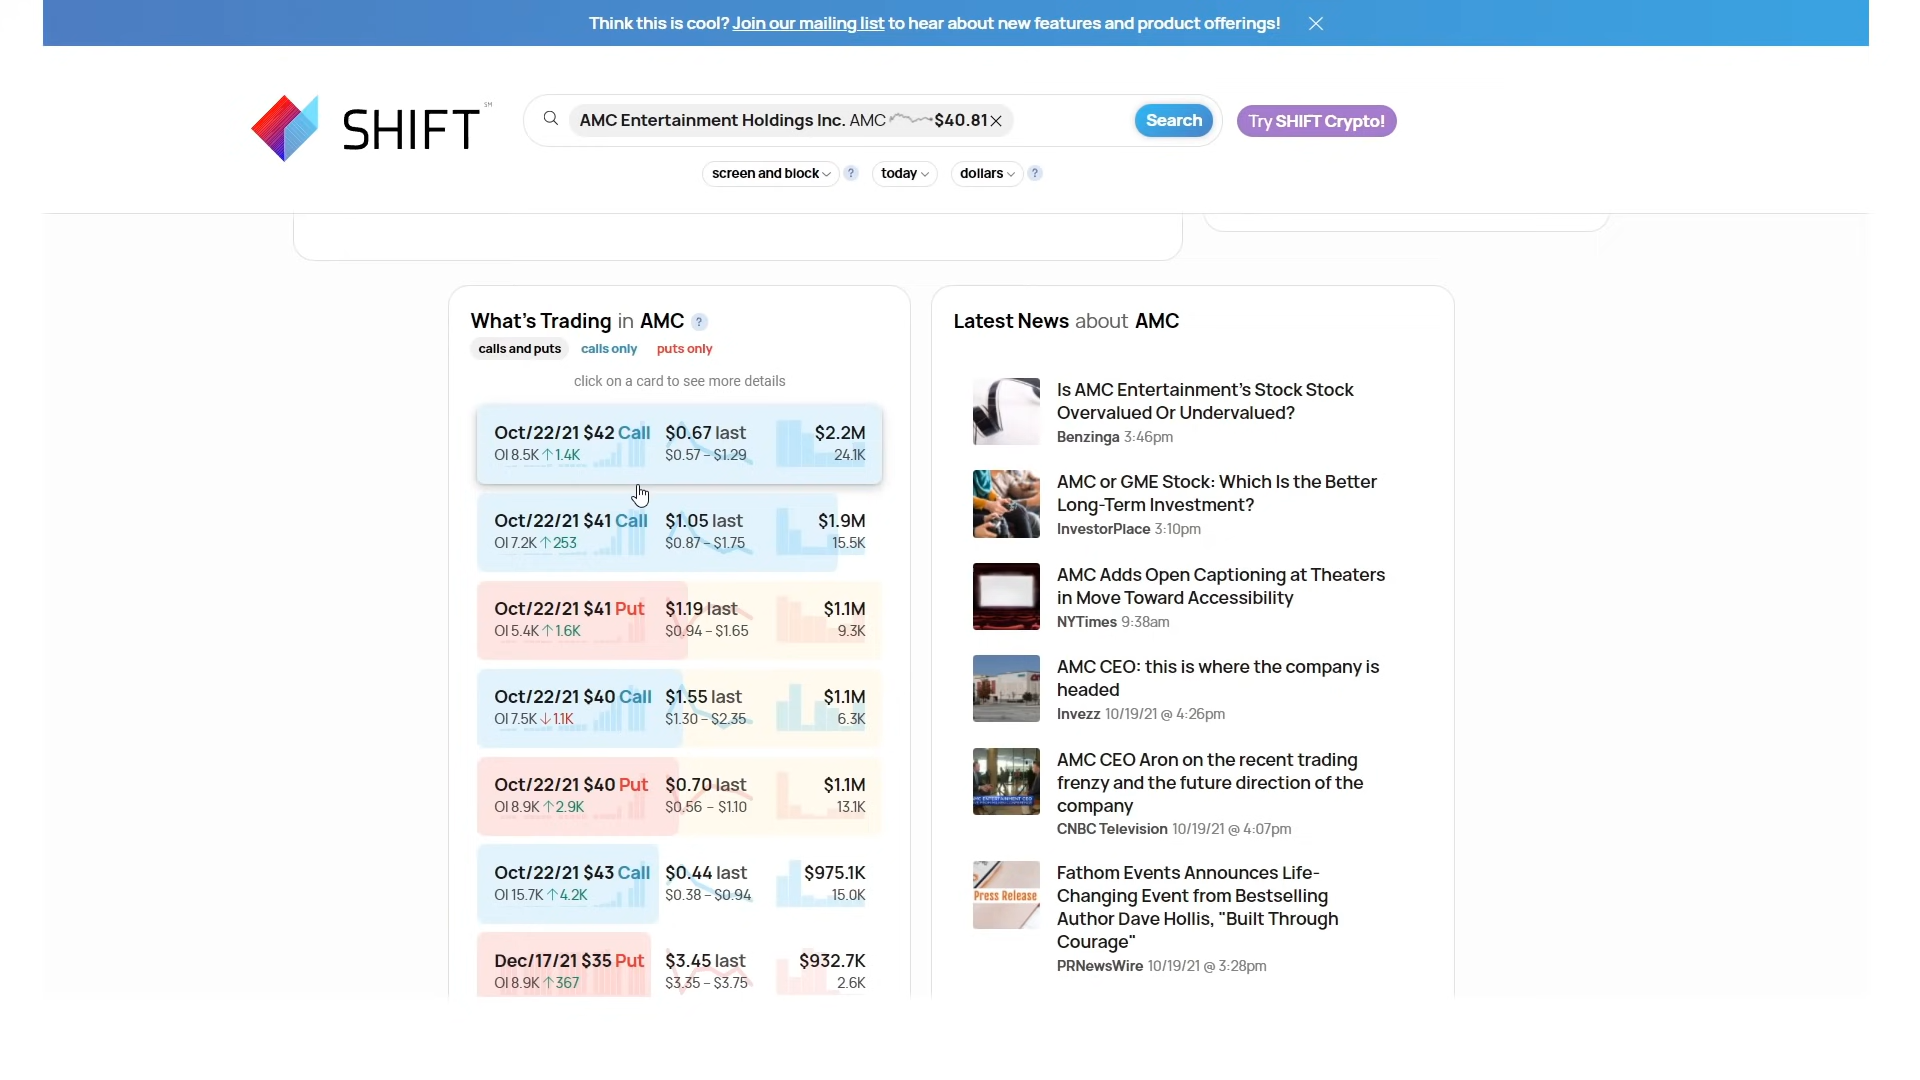 Think this is cool? Join our mailing list to hear about new features and product offerings!
SHIFT SM
AMC Entertainment Holdings Inc. AMC $40.81
Search
Try SHIFT Crypto!
screen and block ? today dollars ?
What's Trading in AMC ?
calls and puts calls only puts only
click on a card to see more details
Oct/22/21 $42 Call $0.67 last $2.2M
OI 8.5K ↑1.4K $0.57 – $1.29 24.1K
Oct/22/21 $41 Call $1.05 last $1.9M
OI 7.2K ↑253 $0.87 – $1.75 15.5K
Oct/22/21 $41 Put $1.19 last $1.1M
OI 5.4K ↑1.6K $0.94 – $1.65 9.3K
Oct/22/21 $40 Call $1.55 last $1.1M
OI 7.5K ↓1.1K $1.30 – $2.35 6.3K
Oct/22/21 $40 Put $0.70 last $1.1M
OI 8.9K ↑2.9K $0.56 – $1.10 13.1K
Oct/22/21 $43 Call $0.44 last $975.1K
OI 15.7K ↑4.2K $0.38 – $0.94 15.0K
Dec/17/21 $35 Put $3.45 last $932.7K
OI 8.9K ↑367 $3.35 – $3.75 2.6K
Latest News about AMC
Is AMC Entertainment's Stock Stock
Overvalued Or Undervalued?
Benzinga 3:46pm
AMC or GME Stock: Which Is the Better
Long-Term Investment?
InvestorPlace 3:10pm
AMC Adds Open Captioning at Theaters
in Move Toward Accessibility
NYTimes 9:38am
AMC CEO: this is where the company is
headed
Invezz 10/19/21 @ 4:26pm
AMC CEO Aron on the recent trading
frenzy and the future direction of the
company
CNBC Television 10/19/21 @ 4:07pm
Press Release
Fathom Events Announces Life-
Changing Event from Bestselling
Author Dave Hollis, "Built Through
Courage"
PRNewsWire 10/19/21 @ 3:28pm